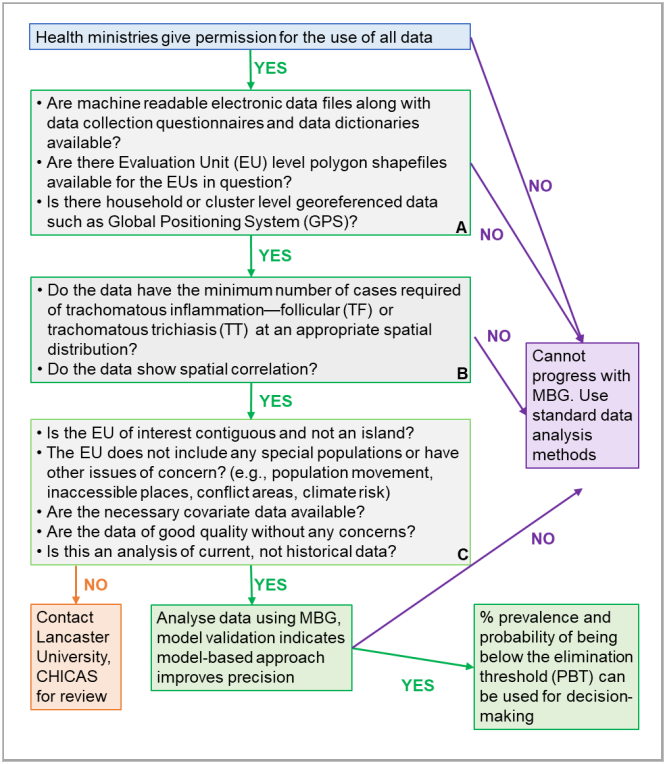 Health ministries give permission for the use of all data
YES
• Are machine readable electronic data files along with
data collection questionnaires and data dictionaries
available?
• Are there Evaluation Unit (EU) level polygon shapefiles
available for the EUs in question?
• Is there household or cluster level georeferenced data
such as Global Positioning System (GPS)?
A
NO
NO
YES
• Do the data have the minimum number of cases required
of trachomatous inflammation—follicular (TF) or
trachomatous trichiasis (TT) at an appropriate spatial
distribution?
• Do the data show spatial correlation?
B
NO
Cannot
progress with
MBG. Use
standard data
analysis
methods
YES
• Is the EU of interest contiguous and not an island?
• The EU does not include any special populations or have
other issues of concern? (e.g., population movement,
inaccessible places, conflict areas, climate risk)
• Are the necessary covariate data available?
• Are the data of good quality without any concerns?
• Is this an analysis of current, not historical data?
C
NO
NO
YES
Contact
Lancaster
University,
CHICAS
for review
Analyse data using MBG,
model validation indicates
model-based approach
improves precision
YES
% prevalence and
probability of being
below the elimination
threshold (PBT) can
be used for decision-
making